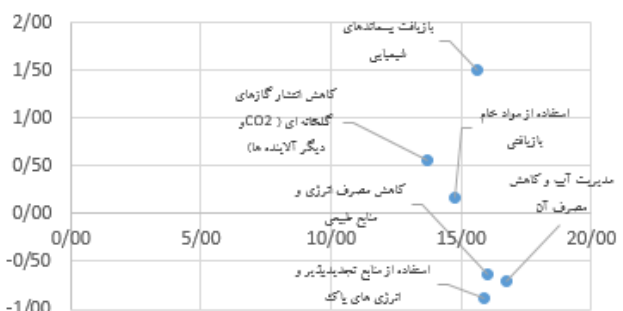 2/00
1/50
1/00
0/50
0/00
-0/50
-1/00
0/00
5/00
10/00
15/00
20/00
بازیافت پسماندهای
شیمیایی
کاهش انتشار گازهای
گلخانه ای ( CO2و
دیگر آلاینده ها)
استفاده از مواد خام
بازیافتی
مدیریت آب و کاهش
مصرف آن
کاهش مصرف انرژی و
منابع طبیعی
استفاده از منابع تجدیدپذیر و
انرژی های پاک